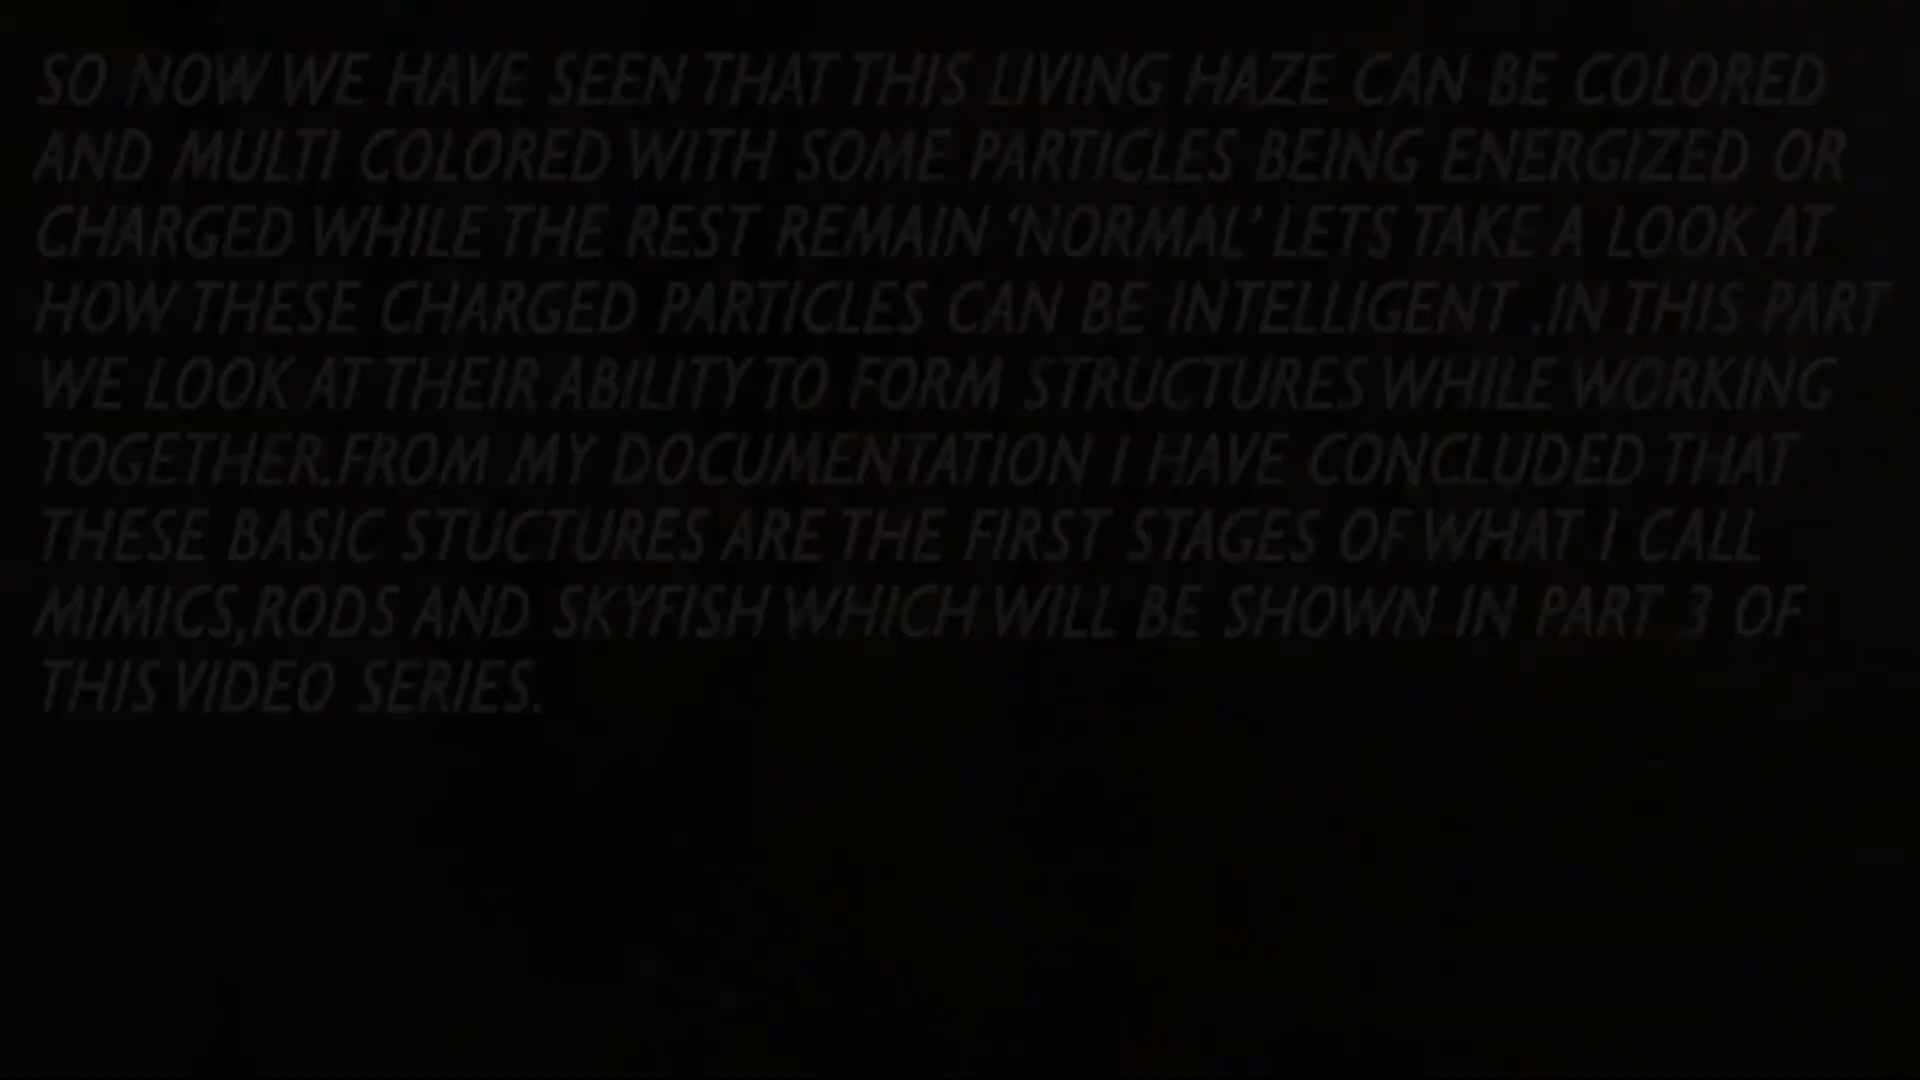 SO NOW WE HAVE SEEN THAT THIS LIVING HAZE CAN BE COLORED
AND MULTI COLORED WITH SOME PARTICLES BEING ENERGIZED OR
CHARGED WHILE THE REST REMAIN ‘NORMAL’ LETS TAKE A LOOK AT
HOW THESE CHARGED PARTICLES CAN BE INTELLIGENT .IN THIS PART
WE LOOK AT THEIR ABILITY TO FORM STRUCTURES WHILE WORKING
TOGETHER.FROM MY DOCUMENTATION I HAVE CONCLUDED THAT
THESE BASIC STUCTURES ARE THE FIRST STAGES OF WHAT I CALL
MIMICS,RODS AND SKYFISH WHICH WILL BE SHOWN IN PART 3 OF
THIS VIDEO SERIES.